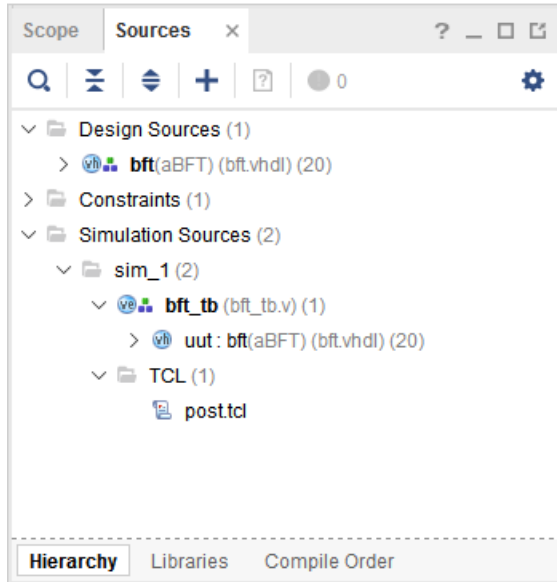 Scope Sources × ?
0
Design Sources (1)
vh bft(aBFT) (bft.vhdl) (20)
Constraints (1)
Simulation Sources (2)
sim_1 (2)
ve bft_tb (bft_tb.v) (1)
vh uut : bft(aBFT) (bft.vhdl) (20)
TCL (1)
post.tcl
Hierarchy Libraries Compile Order